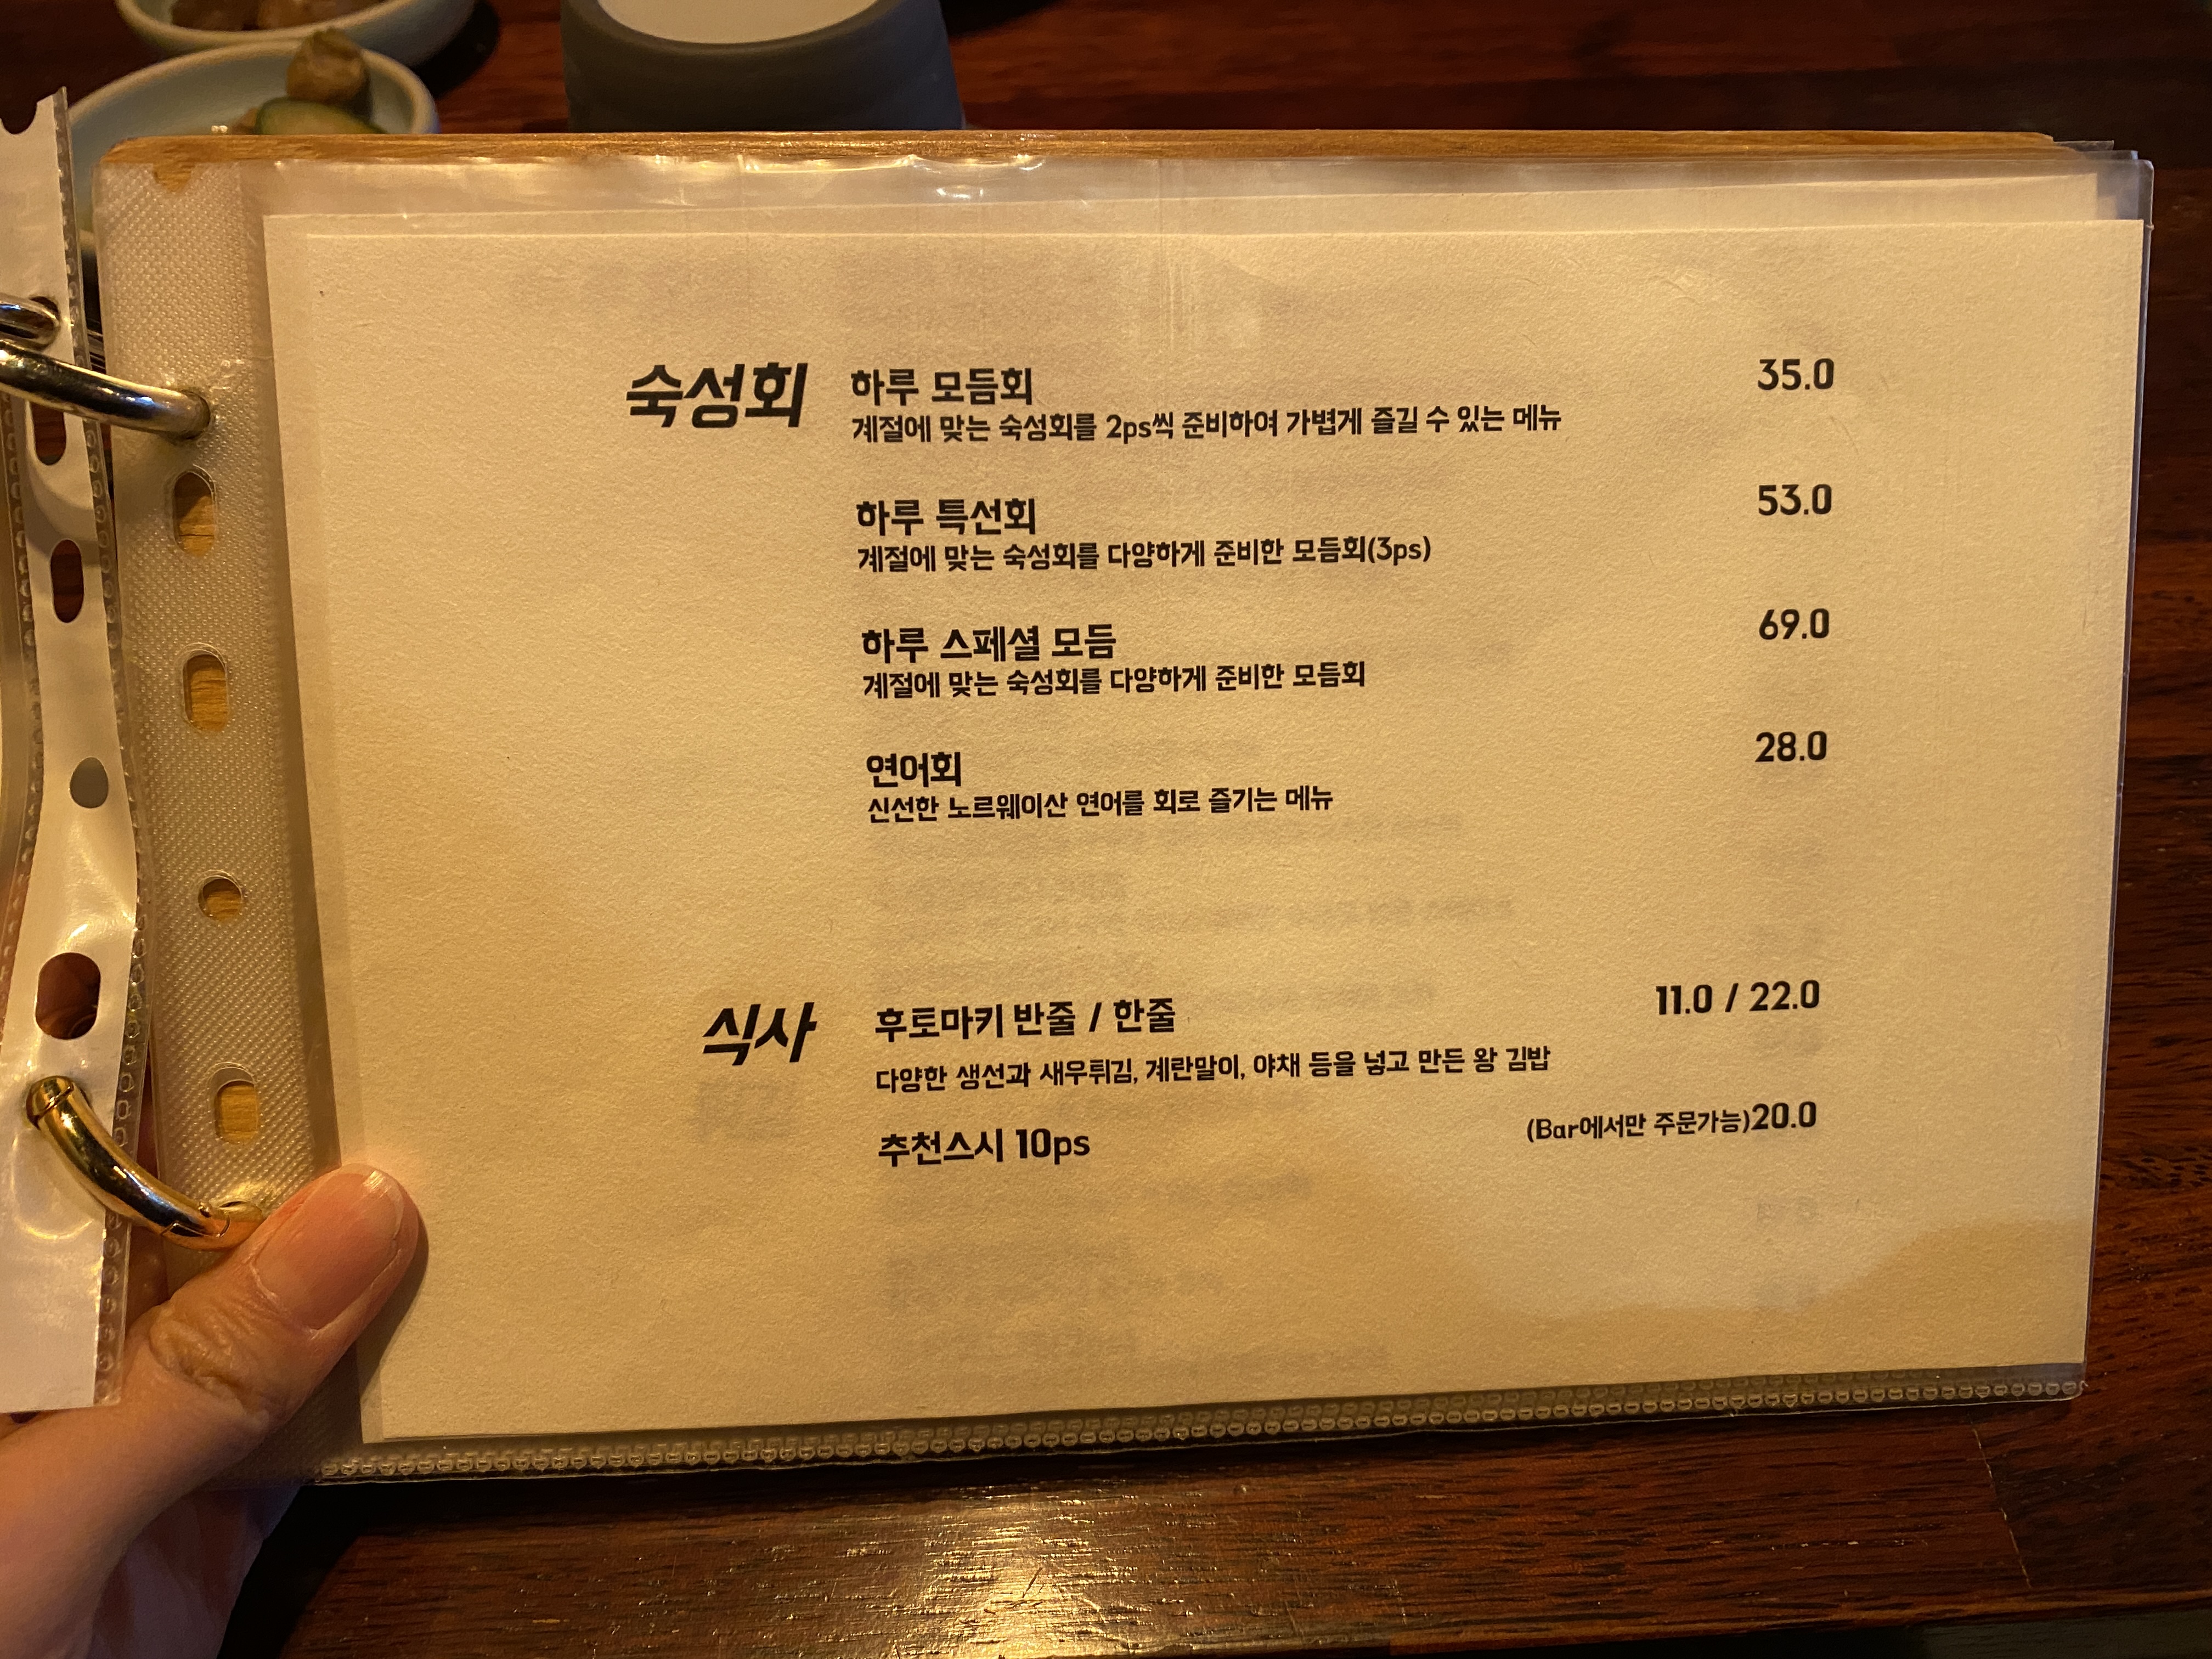 숙성회
하루 모듬회 35.0
계절에 맞는 숙성회를 2ps씩 준비하여 가볍게 즐길 수 있는 메뉴
하루 특선회 53.0
계절에 맞는 숙성회를 다양하게 준비한 모듬회(3ps)
하루 스페셜 모듬 69.0
계절에 맞는 숙성회를 다양하게 준비한 모듬회
연어회 28.0
신선한 노르웨이산 연어를 회로 즐기는 메뉴
식사
후토마키 반줄 / 한줄 11.0 / 22.0
다양한 생선과 새우튀김, 계란말이, 야채 등을 넣고 만든 왕 김밥
추천스시 10ps (Bar에서만 주문가능)20.0